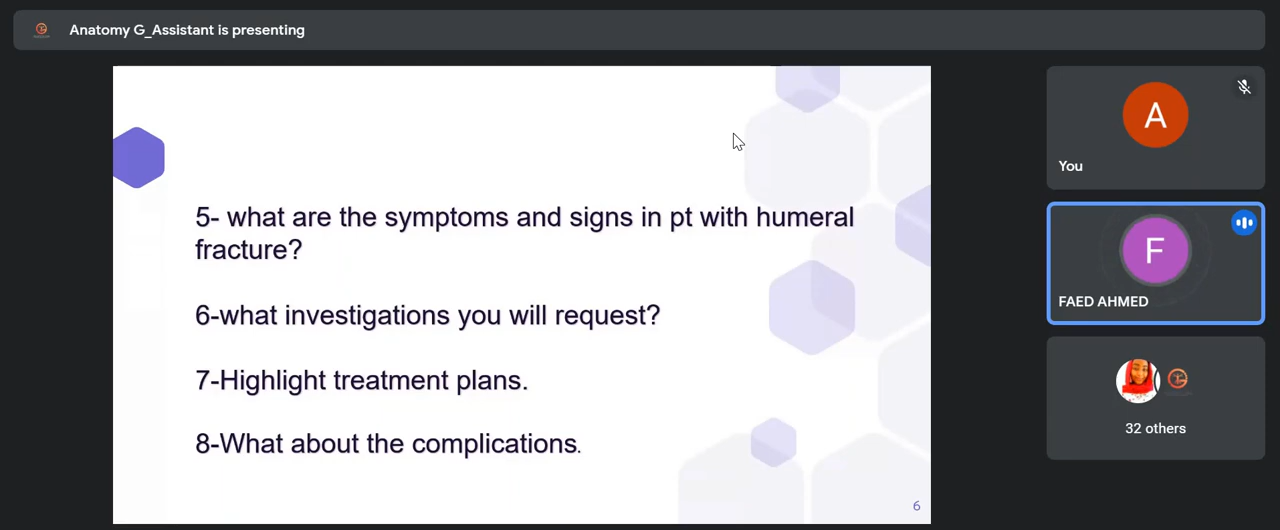 Anatomy G_Assistant is presenting
5- what are the symptoms and signs in pt with humeral
fracture?
6-what investigations you will request?
7-Highlight treatment plans.
8-What about the complications.
6
A
You
F
FAED AHMED
32 others